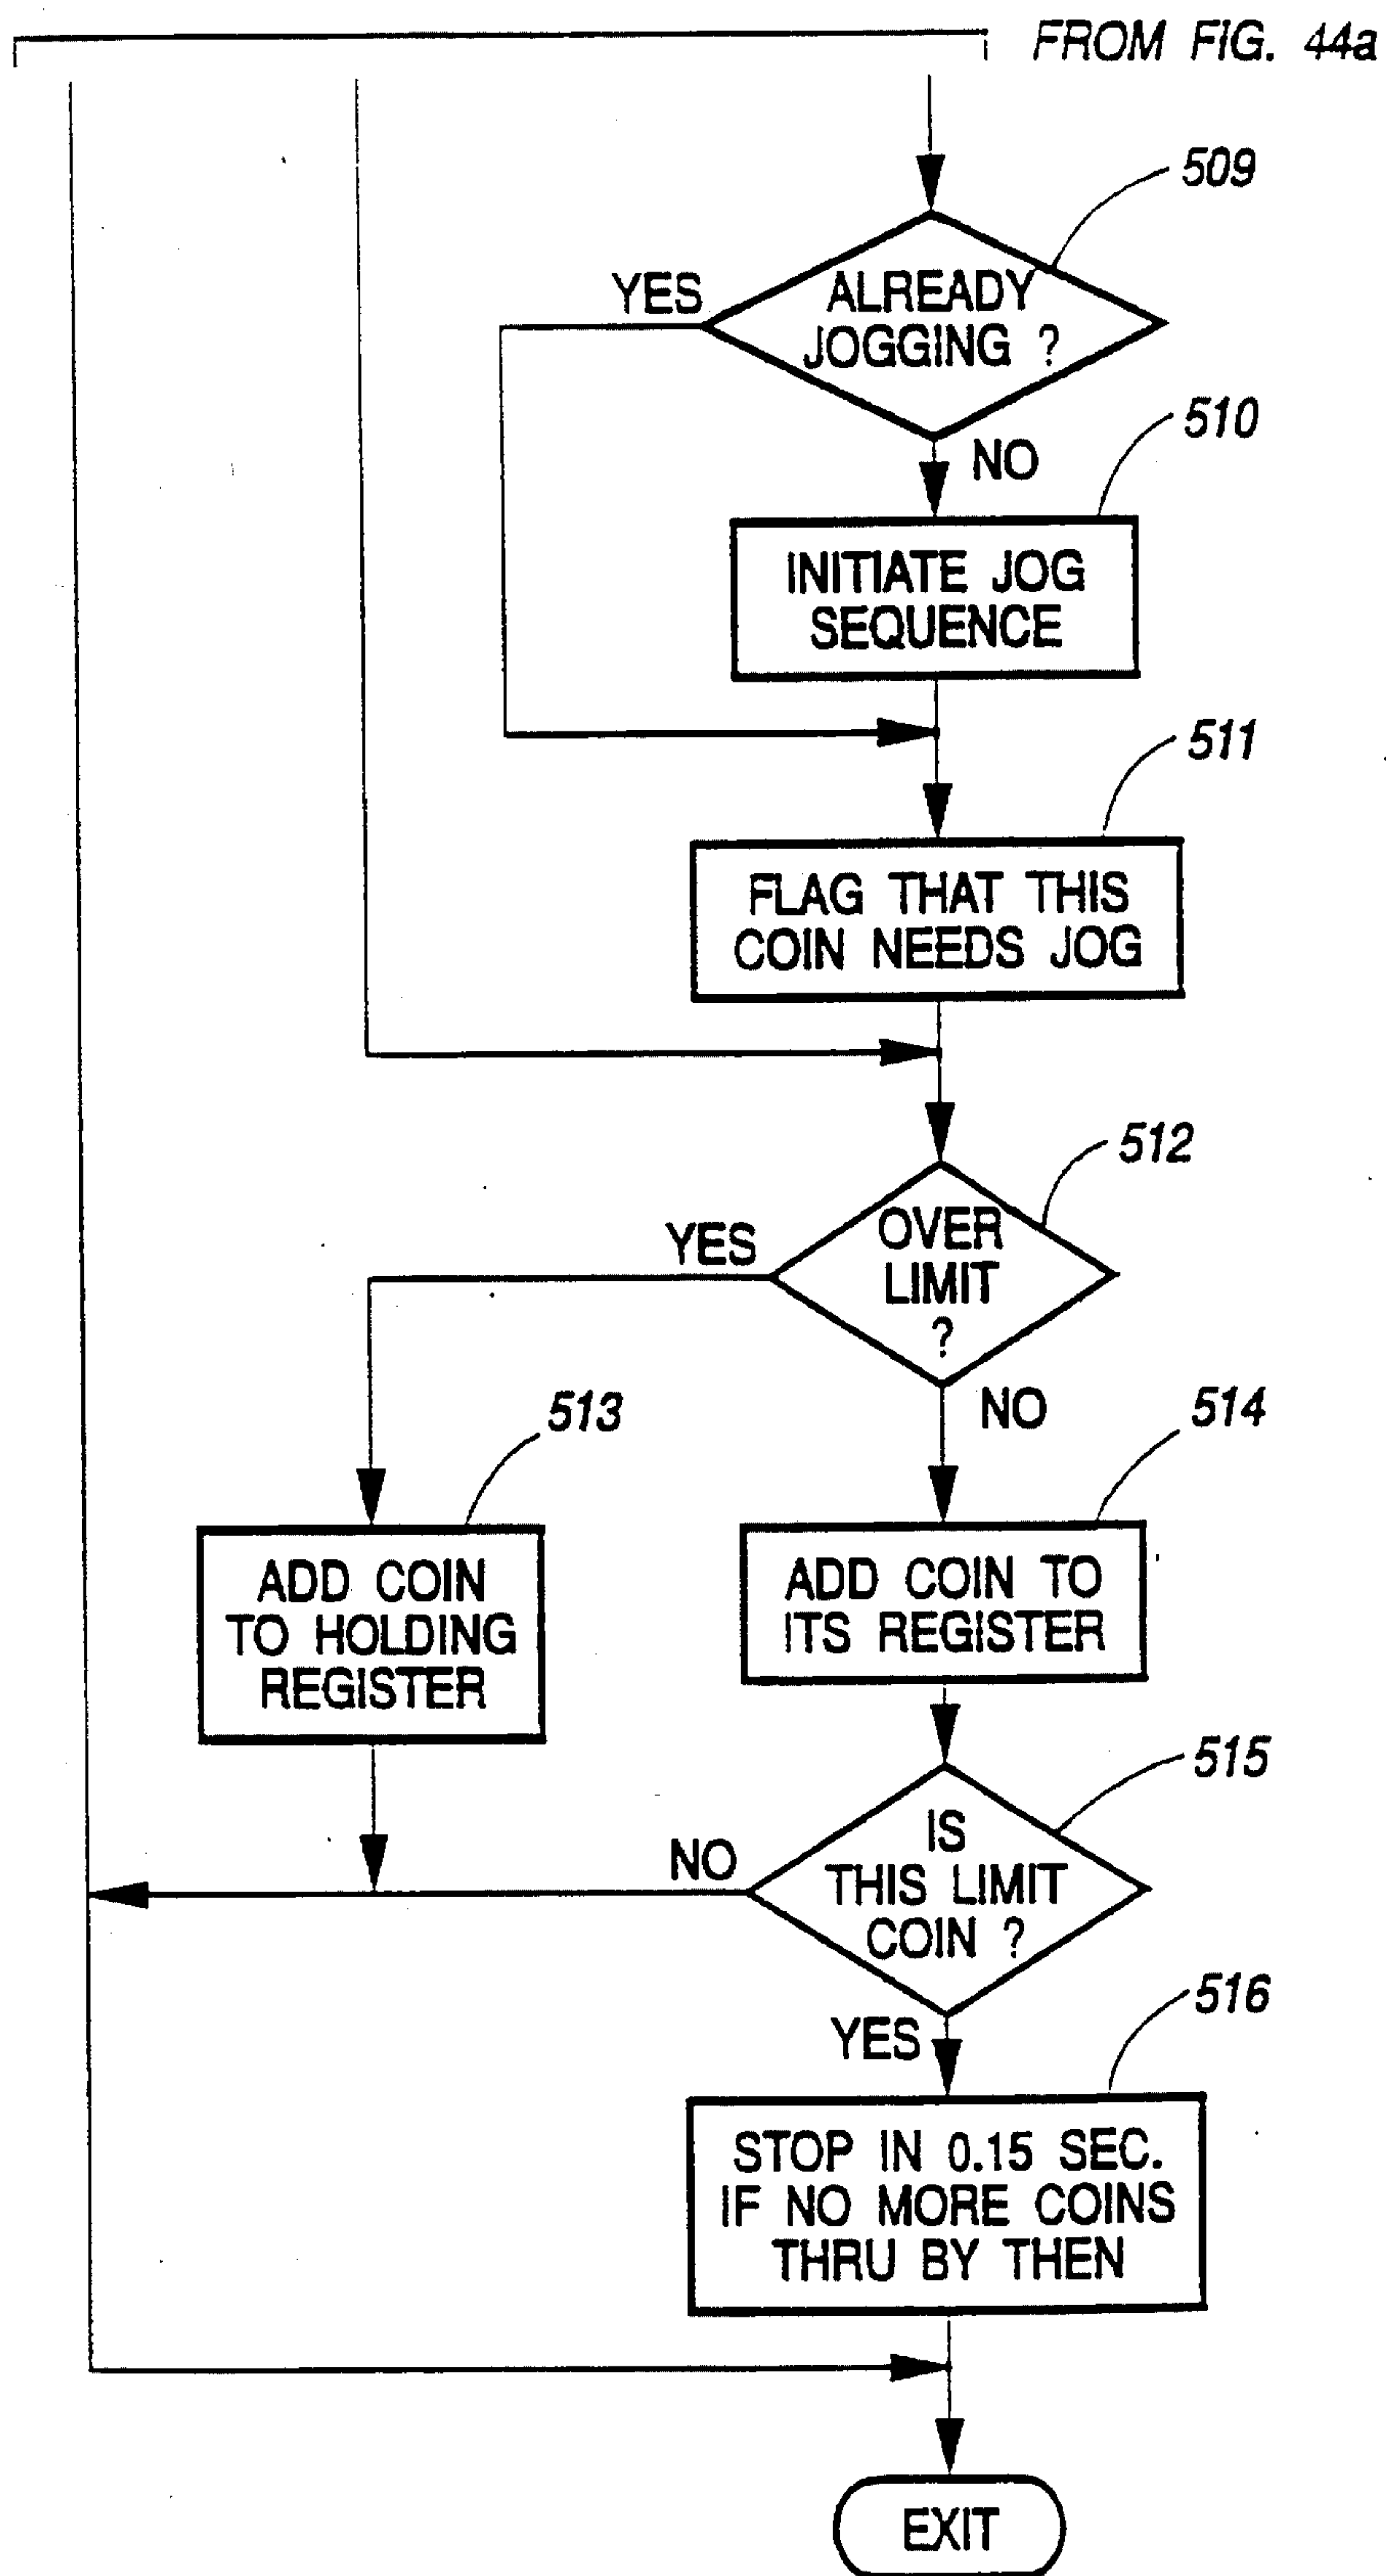 FROM FIG. 44a
509
YES
ALREADY
JOGGING ?
NO
510
INITIATE JOG
SEQUENCE
511
FLAG THAT THIS
COIN NEEDS JOG
512
YES
OVER
LIMIT
?
NO
513
514
ADD COIN
TO HOLDING
REGISTER
ADD COIN TO
ITS REGISTER
515
NO
IS
THIS LIMIT
COIN ?
YES
516
STOP IN 0.15 SEC.
IF NO MORE COINS
THRU BY THEN
EXIT